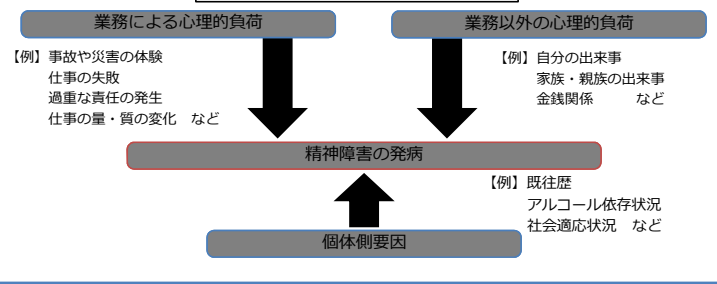 業務による心理的負荷
業務以外の心理的負荷
【例】事故や災害の体験
仕事の失敗
過重な責任の発生
仕事の量・質の変化 など
【例】自分の出来事
家族・親族の出来事
金銭関係 など
精神障害の発病
【例】既往歴
アルコール依存状況
社会適応状況 など
個体側要因